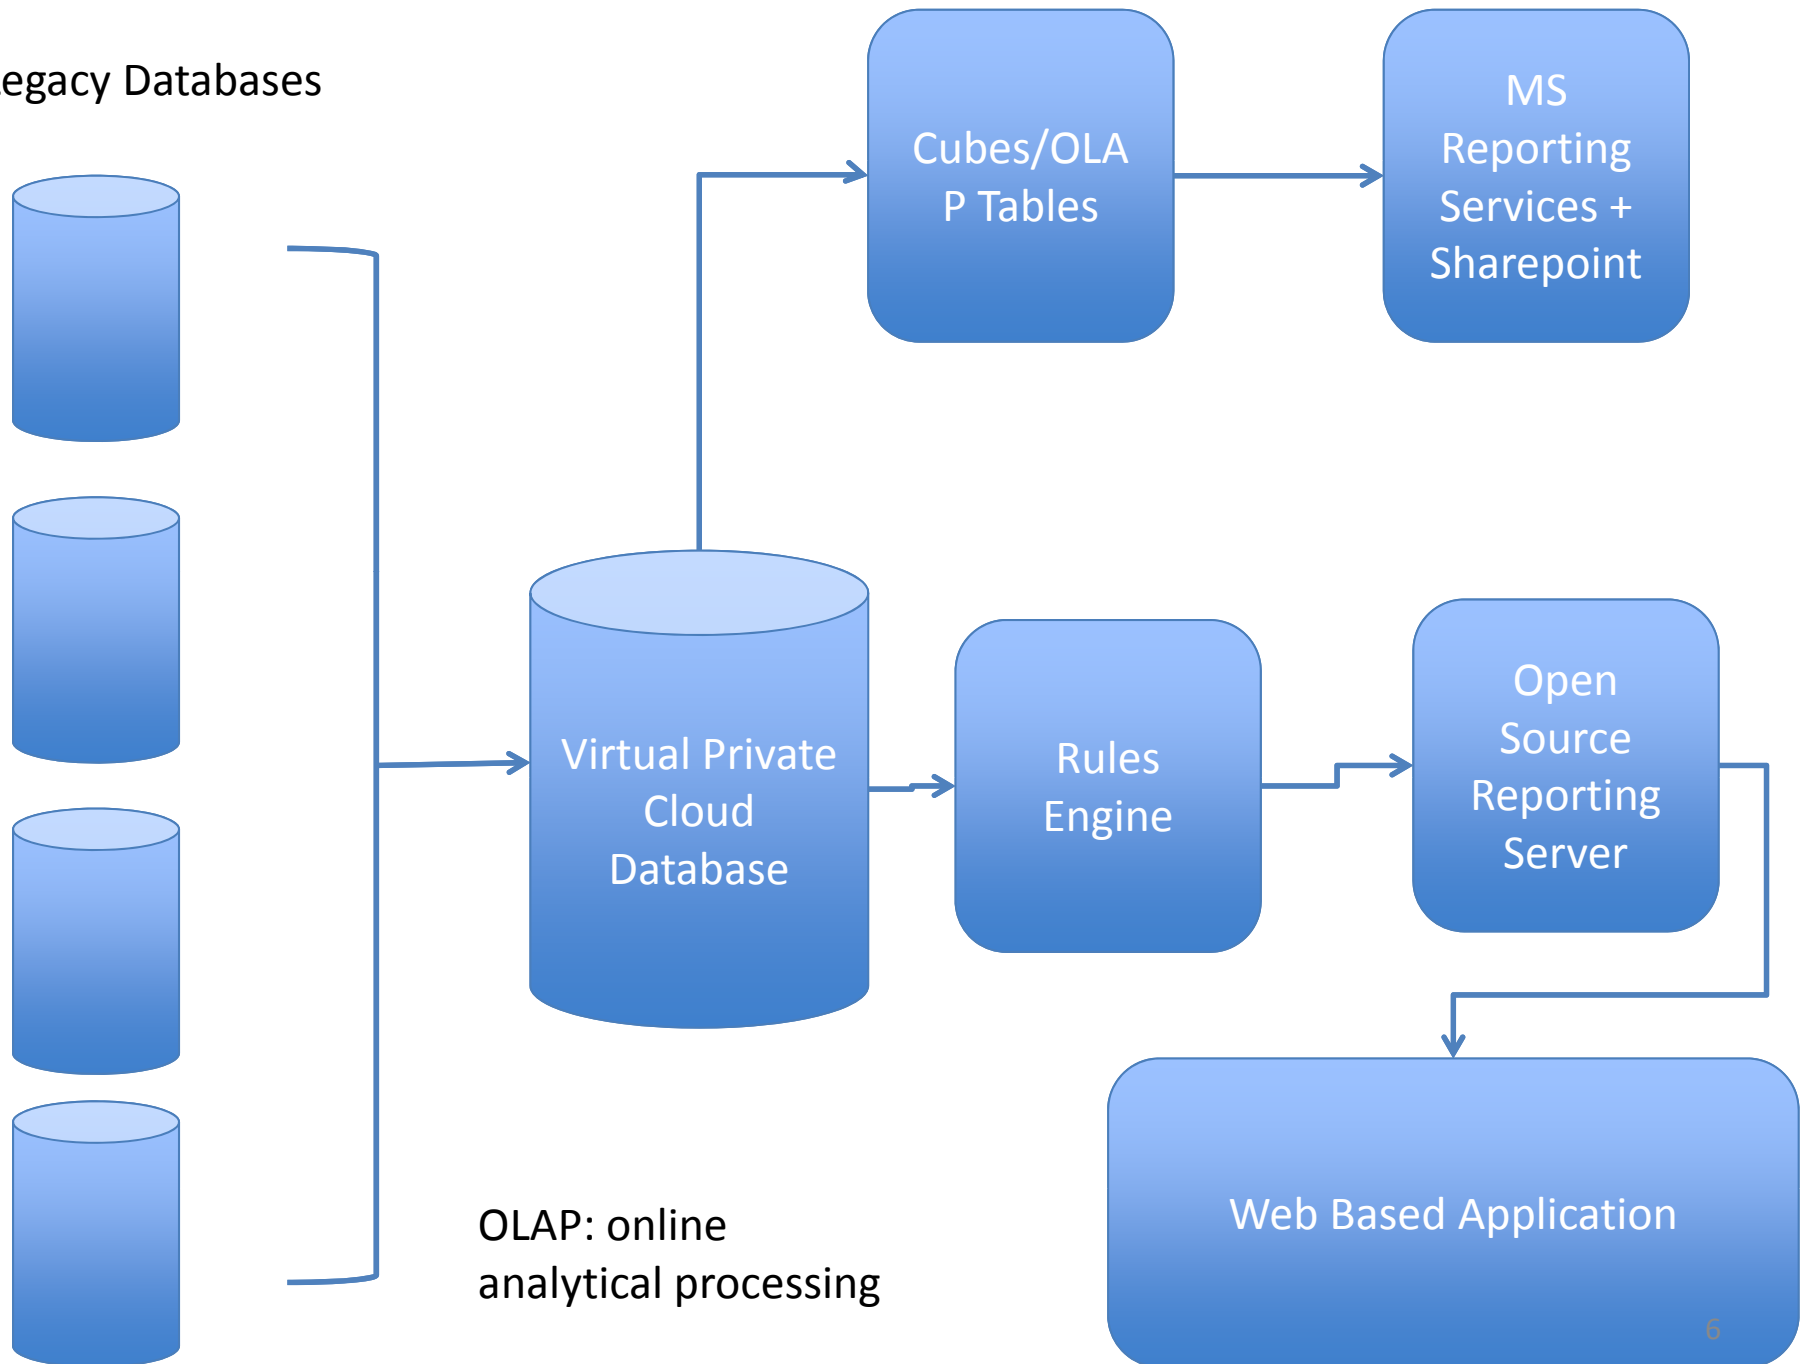 egacy Databases
Cubes/OLA
P Tables
MS
Reporting
Services +
Sharepoint
Virtual Private
Cloud
Database
Rules
Engine
Open
Source
Reporting
Server
Web Based Application
OLAP: online
analytical processing
6